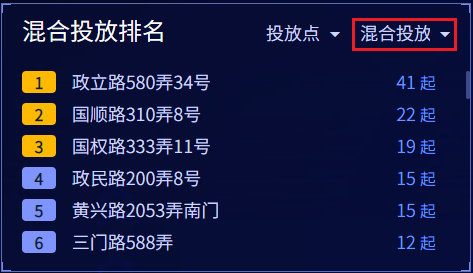 混合投放排名 投放点 混合投放
1 政立路580弄34号 41 起
2 国顺路310弄8号 22 起
3 国权路333弄11号 19 起
4 政民路200弄8号 15 起
5 黄兴路2053弄南门 15 起
6 三门路588弄 12 起